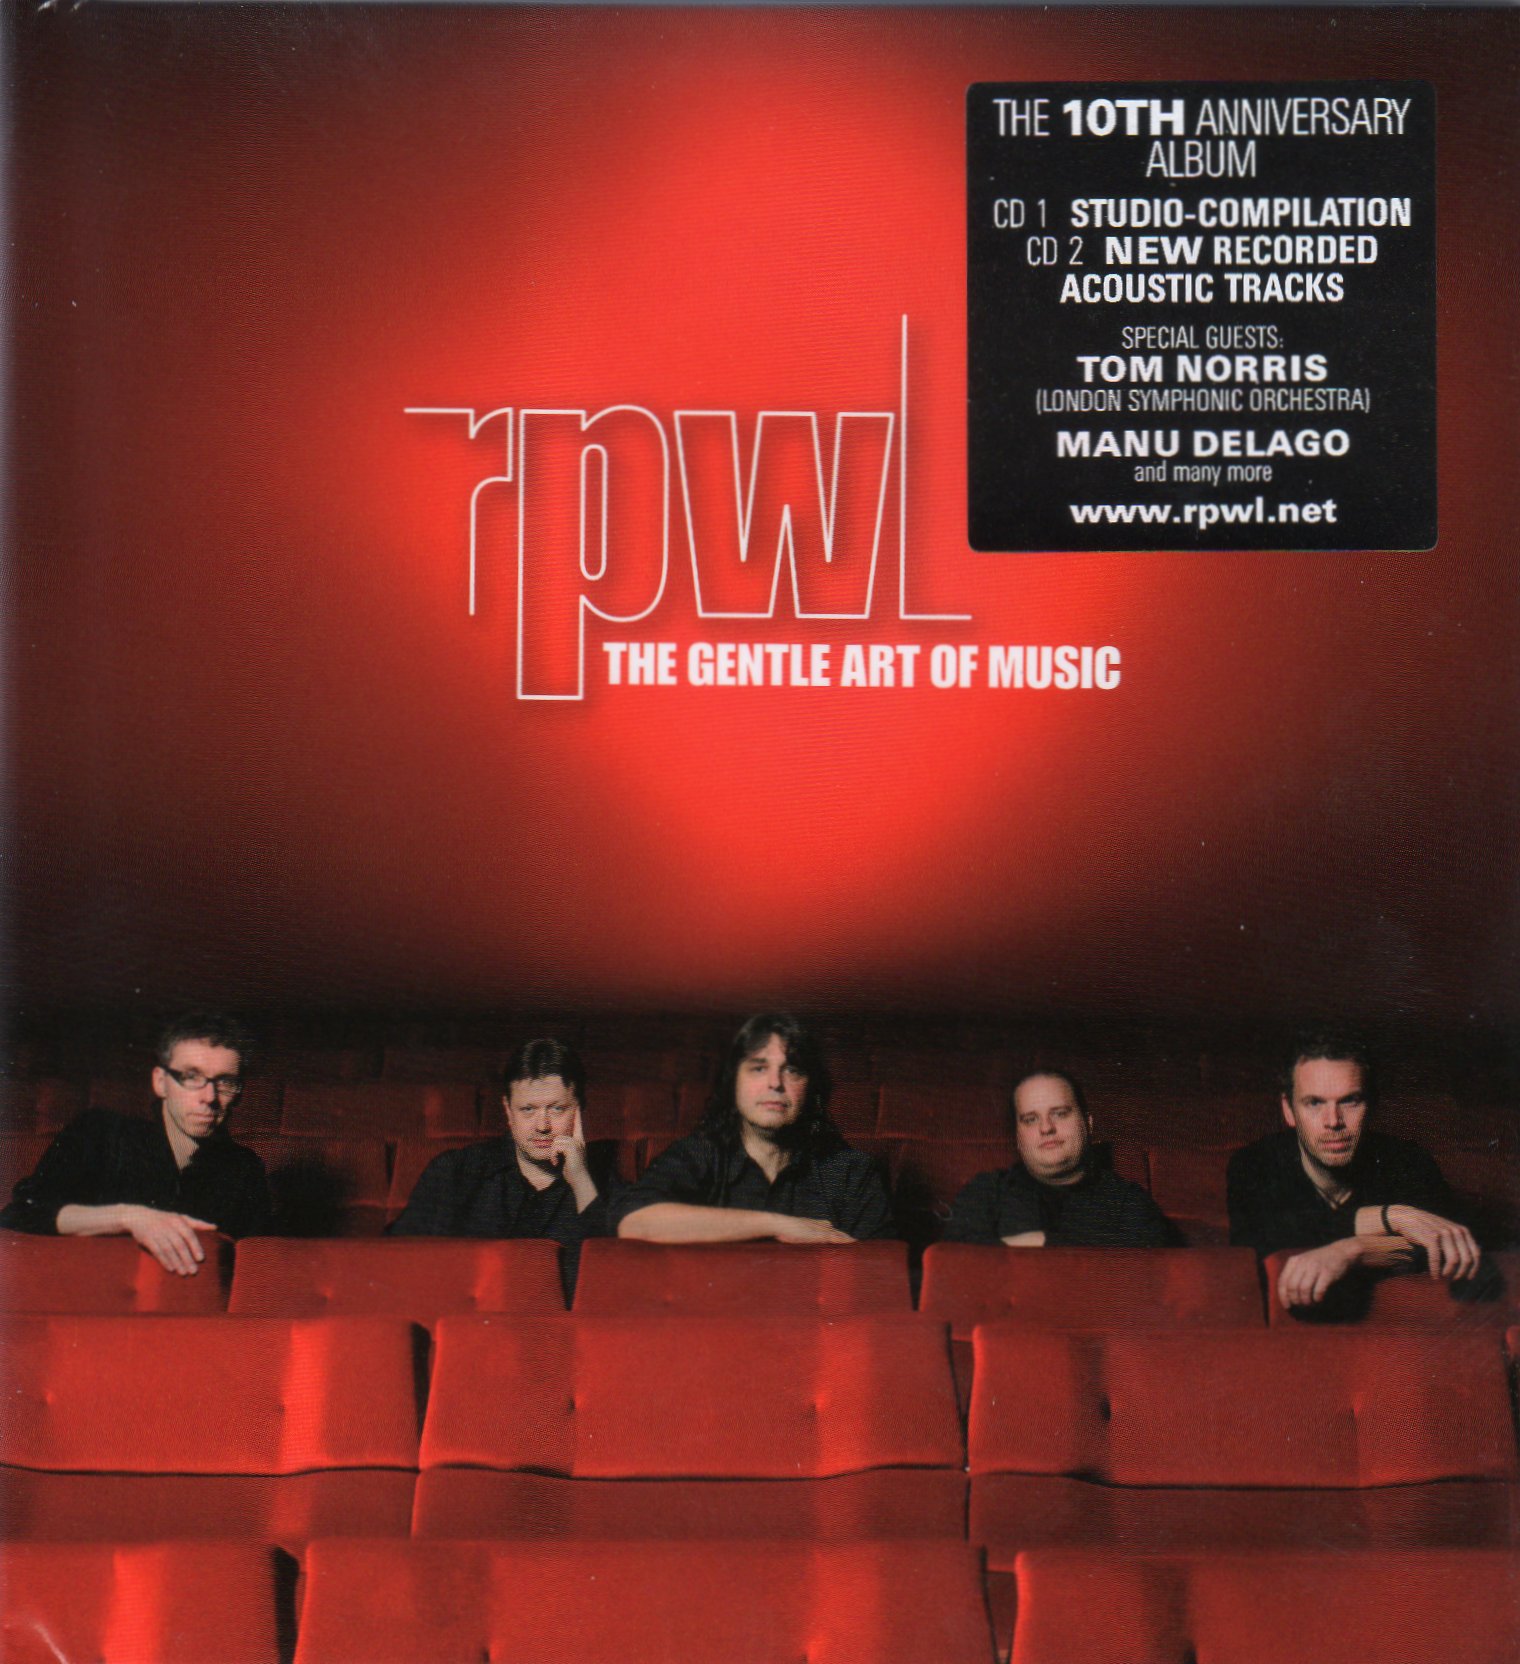 THE 10TH ANNIVERSARY
ALBUM
CD 1 STUDIO-COMPILATION
CD 2 NEW RECORDED
ACOUSTIC TRACKS
SPECIAL GUESTS:
TOM NORRIS
(LONDON SYMPHONIC ORCHESTRA)
MANU DELAGO
and many more
www.rpwl.net
rpwl
THE GENTLE ART OF MUSIC